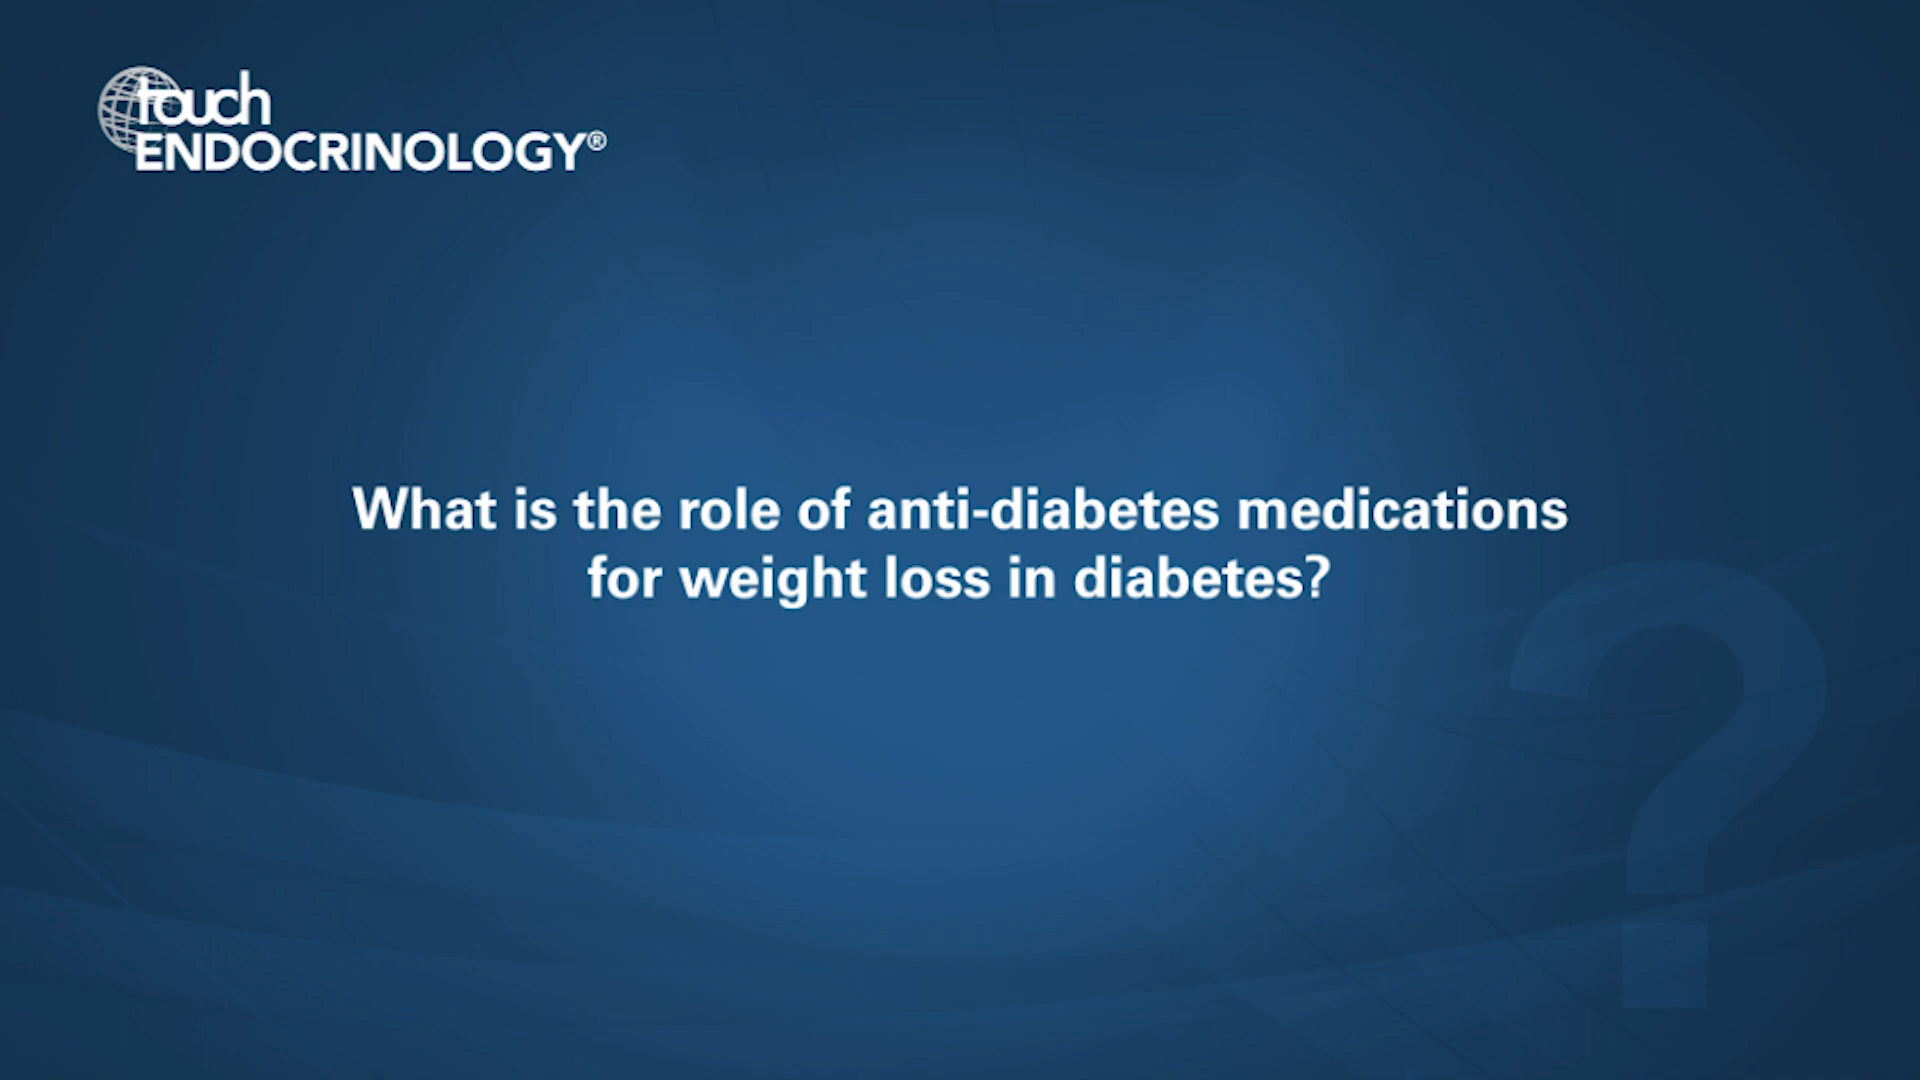 touch
ENDOCRINOLOGY®
What is the role of anti-diabetes medications
for weight loss in diabetes?
?